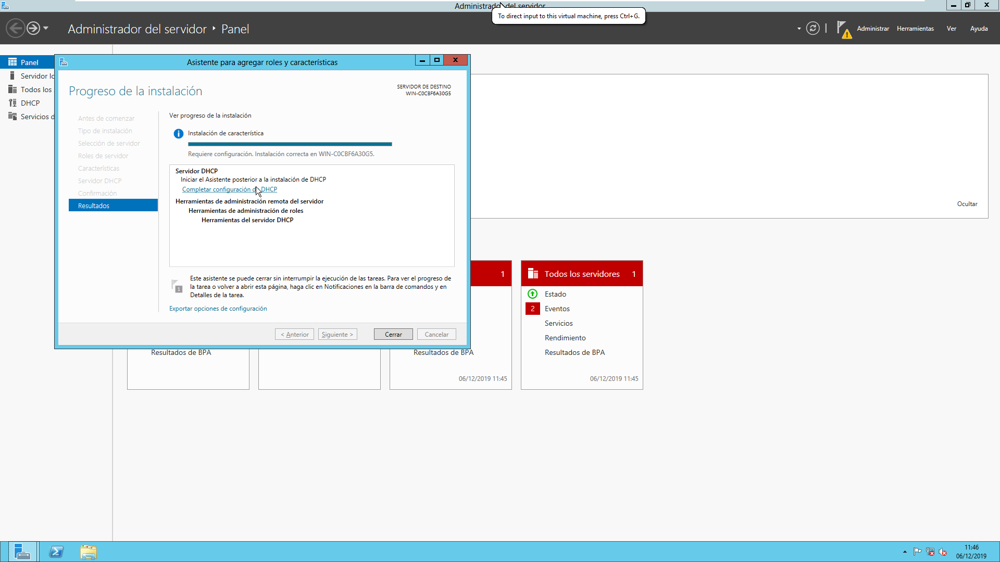 Administrador del servidor
To direct input to this virtual machine, press Ctrl+G.
Administrador del servidor
Panel
Administrar
Herramientas
Ver
Ayuda
Panel
Servidor lo
Todos los
DHCP
Servicios d
Asistente para agregar roles y características
Progreso de la instalación
SERVIDOR DE DESTINO
WIN-C0CBF6A30G5
Antes de comenzar
Tipo de instalación
Selección de servidor
Roles de servidor
Características
Servidor DHCP
Confirmación
Resultados
Ver progreso de la instalación
Instalación de característica
Requiere configuración. Instalación correcta en WIN-C0CBF6A30G5.
Servidor DHCP
Iniciar el Asistente posterior a la instalación de DHCP
Completar configuración de DHCP
Herramientas de administración remota del servidor
Herramientas de administración de roles
Herramientas del servidor DHCP
1
Este asistente se puede cerrar sin interrumpir la ejecución de las tareas. Para ver el progreso de
la tarea o volver a abrir esta página, haga clic en Notificaciones en la barra de comandos y en
Detalles de la tarea.
Exportar opciones de configuración
< Anterior
Siguiente >
Cerrar
Cancelar
Ocultar
1
Todos los servidores 1
Estado
2 Eventos
Servicios
Rendimiento
Resultados de BPA
06/12/2019 11:45
Resultados de BPA
Resultados de BPA
06/12/2019 11:45
11:46
06/12/2019